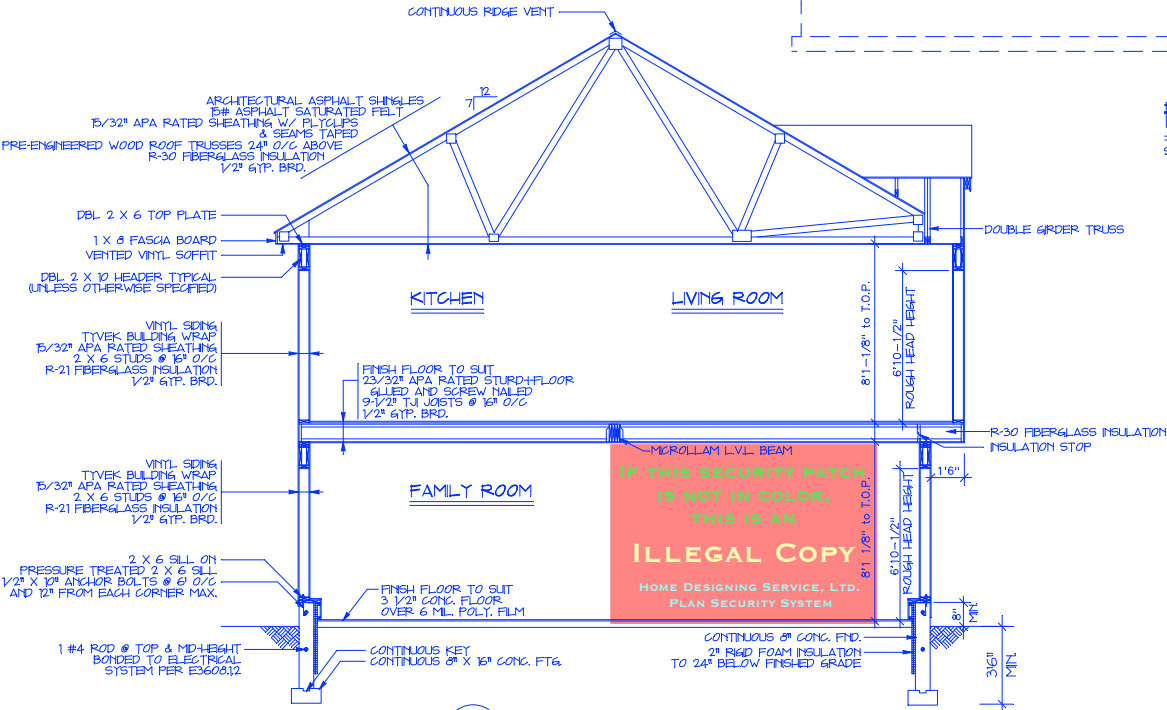 CONTINUOUS RIDGE VENT
12
7
ARCHITECTURAL ASPHALT SHINGLES
15# ASPHALT SATURATED FELT
15/32" APA RATED SHEATHING W/ PLYCLIPS
& SEAMS TAPED
PRE-ENGINEERED WOOD ROOF TRUSSES 24" O/C ABOVE
R-30 FIBERGLASS INSULATION
1/2" GYP. BRD.
DBL 2 X 6 TOP PLATE
1 X 8 FASCIA BOARD
VENTED VINYL SOFFIT
DBL 2 X 10 HEADER TYPICAL
(UNLESS OTHERWISE SPECIFIED)
DOUBLE GIRDER TRUSS
KITCHEN
LIVING ROOM
8'1-1/8" to T.O.P.
6'10-1/2"
ROUGH HEAD HEIGHT
VINYL SIDING
TYVEK BUILDING WRAP
15/32" APA RATED SHEATHING
2 X 6 STUDS @ 16" O/C
R-21 FIBERGLASS INSULATION
1/2" GYP. BRD.
FINISH FLOOR TO SUIT
23/32" APA RATED STURD-I-FLOOR
GLUED AND SCREW NAILED
9-1/2" TJI JOISTS @ 16" O/C
1/2" GYP. BRD.
R-30 FIBERGLASS INSULATION
INSULATION STOP
MICROLLAM L.V.L. BEAM
1'6"
VINYL SIDING
TYVEK BUILDING WRAP
15/32" APA RATED SHEATHING
2 X 6 STUDS @ 16" O/C
R-21 FIBERGLASS INSULATION
1/2" GYP. BRD.
FAMILY ROOM
IF THIS SECURITY PATCH
IS NOT IN COLOR,
THIS IS AN
ILLEGAL COPY
HOME DESIGNING SERVICE, LTD.
PLAN SECURITY SYSTEM
8'1 1/8" to T.O.P.
6'10-1/2"
ROUGH HEAD HEIGHT
2 X 6 SILL ON
PRESSURE TREATED 2 X 6 SILL
1/2" X 10" ANCHOR BOLTS @ 6' O/C
AND 12" FROM EACH CORNER MAX.
FINISH FLOOR TO SUIT
3 1/2" CONC. FLOOR
OVER 6 MIL. POLY. FILM
8"
MIN.
1 #4 ROD @ TOP & MID-HEIGHT
BONDED TO ELECTRICAL
SYSTEM PER E3608.1.2
CONTINUOUS KEY
CONTINUOUS 8" X 16" CONC. FTG.
CONTINUOUS 8" CONC. FND.
2" RIGID FOAM INSULATION
TO 24" BELOW FINISHED GRADE
3'6"
MIN.